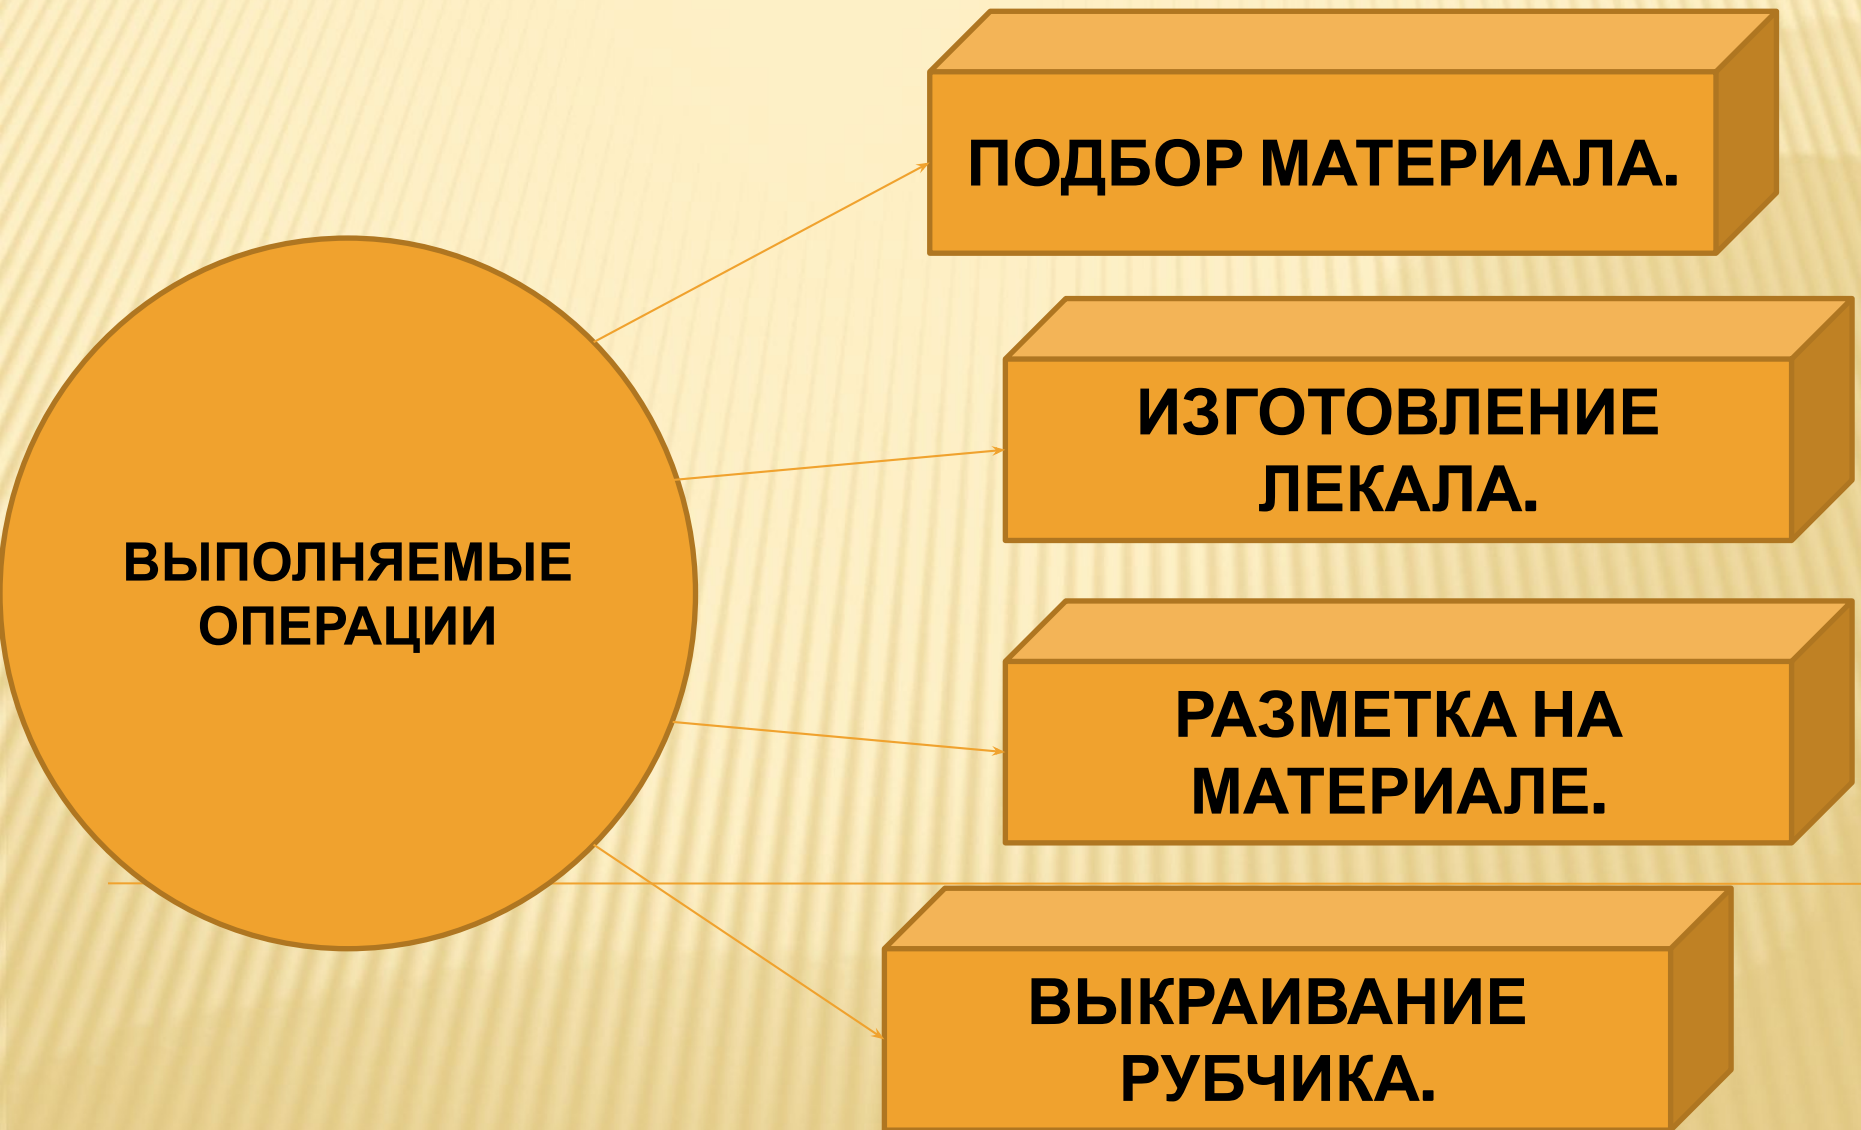 ВЫПОЛНЯЕМЫЕ
ОПЕРАЦИИ
ПОДБОР МАТЕРИАЛА.
ИЗГОТОВЛЕНИЕ
ЛЕКАЛА.
РАЗМЕТКА НА
МАТЕРИАЛЕ.
ВЫКРАИВАНИЕ
РУБЧИКА.